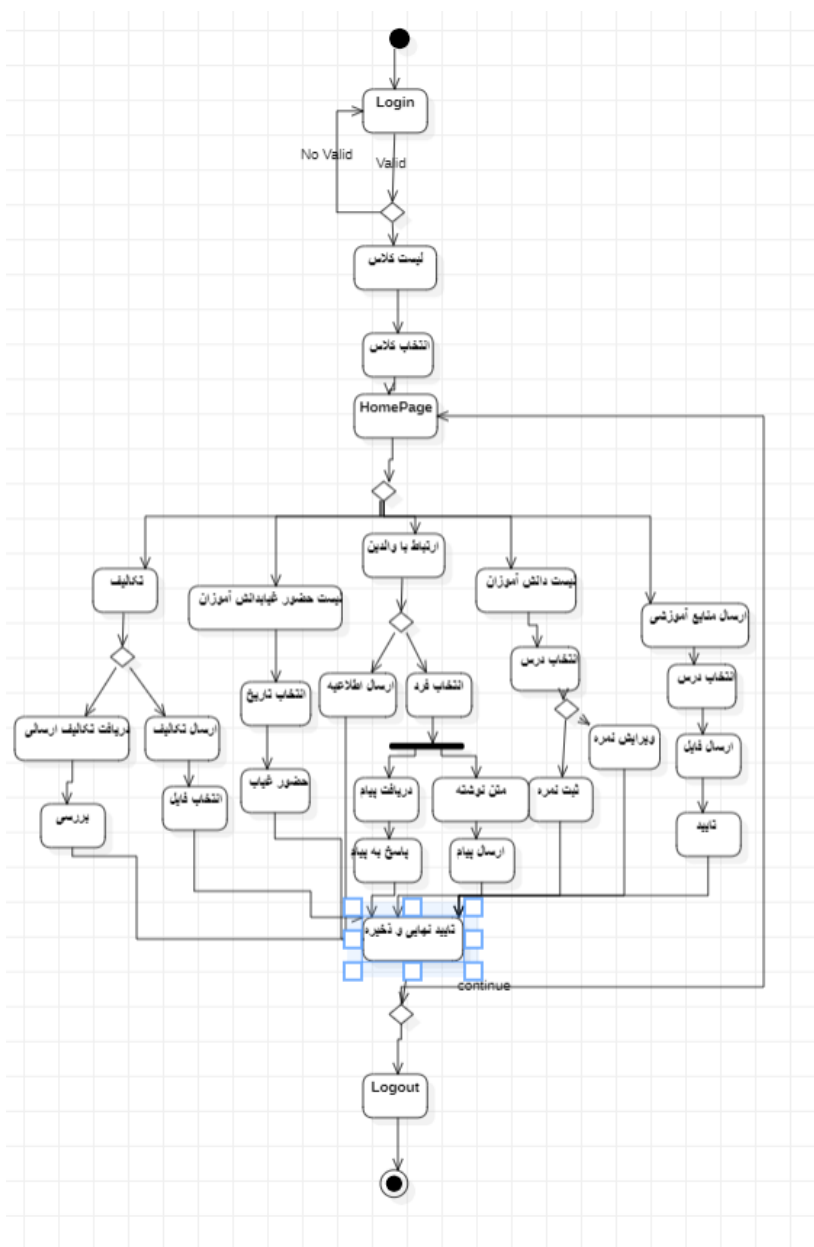 Login
No Valid
Valid
لیست کلاس
انتخاب کلاس
HomePage
ارتباط با والدین
تکالیف
لیست حضور غیابدانش آموزان
لیست دانش آموزان
ارسال منابع آموزشی
انتخاب درس
انتخاب درس
انتخاب تاریخ
ارسال اطلاعیه
انتخاب فرد
دریافت تکالیف ارسالی
ارسال تکالیف
ویرایش نمره
ارسال فایل
حضور غیاب
دریافت پیام
متن نوشته
ثبت نمره
انتخاب فایل
بررسی
تایید
پاسخ به پیام
ارسال پیام
تایید نهایی و ذخیره
continue
Logout